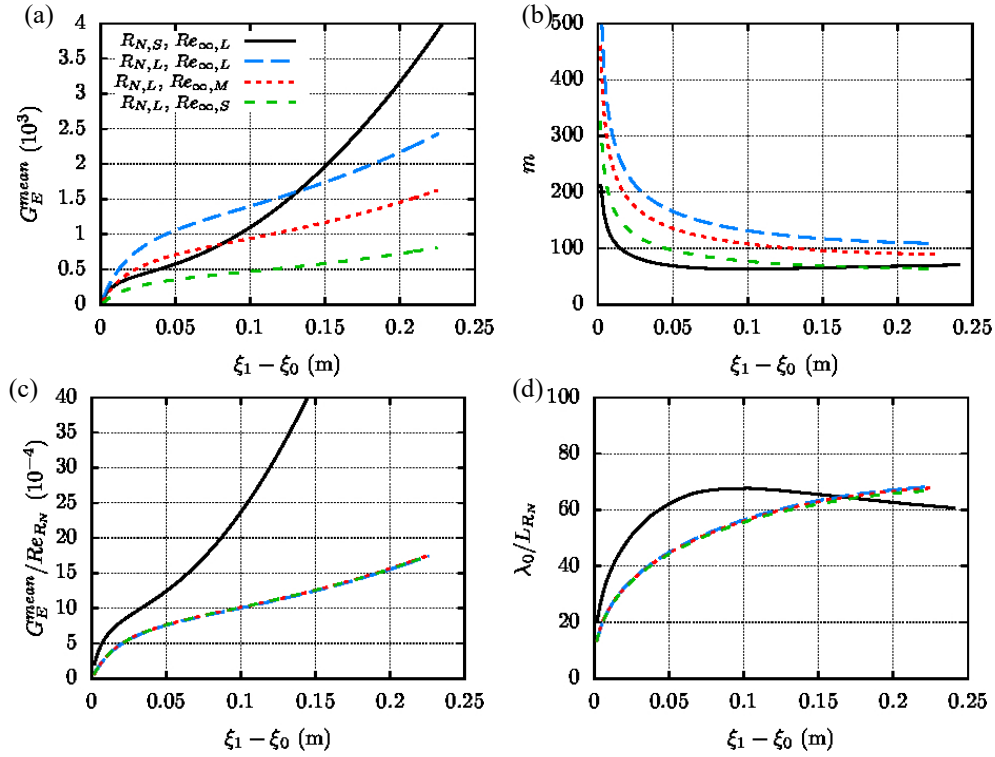 (a)
4
3.5
3
2.5
2
1.5
1
0.5
0
G_E^{mean} (10^3)
R_{N,S}, Re_{∞,L}
R_{N,L}, Re_{∞,L}
R_{N,L}, Re_{∞,M}
R_{N,L}, Re_{∞,S}
0 0.05 0.1 0.15 0.2 0.25
ξ_1 − ξ_0 (m)
(b)
500
400
300
200
100
0
m
0 0.05 0.1 0.15 0.2 0.25
ξ_1 − ξ_0 (m)
(c)
40
35
30
25
20
15
10
5
0
G_E^{mean}/Re_{R_N} (10^{−4})
0 0.05 0.1 0.15 0.2 0.25
ξ_1 − ξ_0 (m)
(d)
100
80
60
40
20
0
λ_0/L_{R_N}
0 0.05 0.1 0.15 0.2 0.25
ξ_1 − ξ_0 (m)